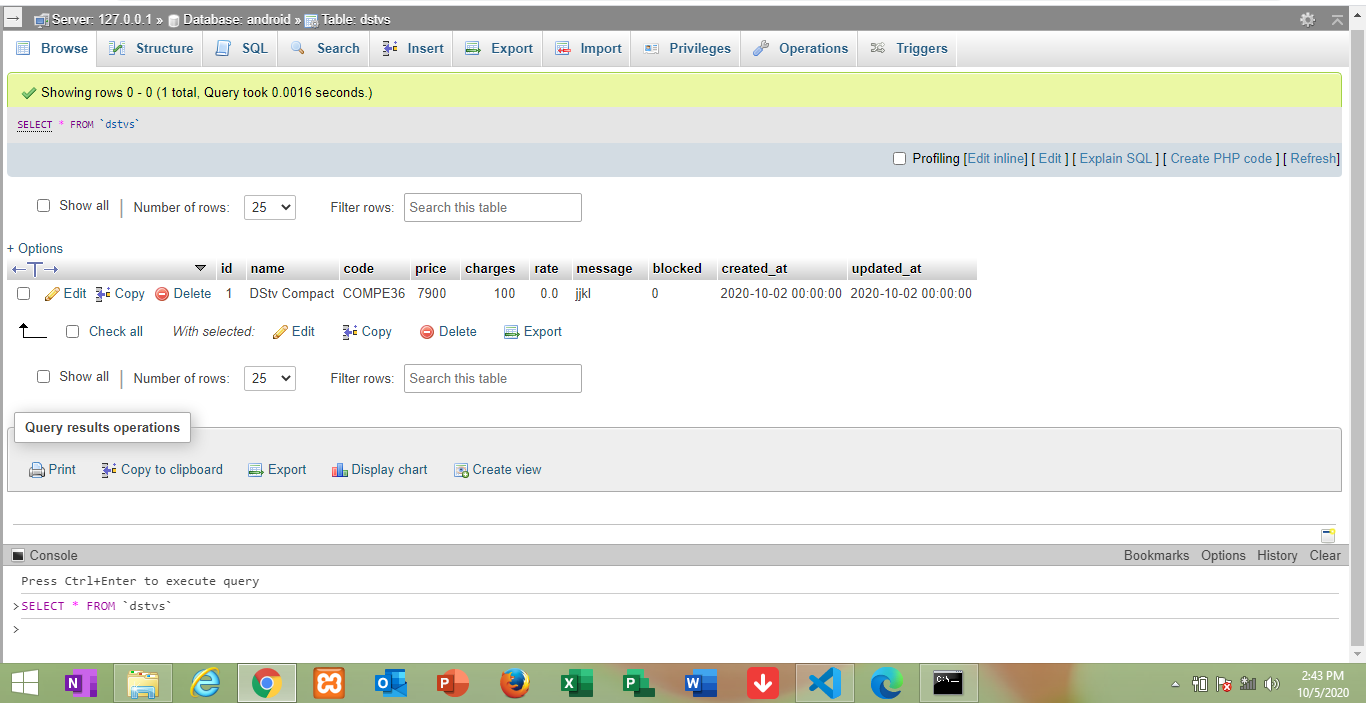 Server: 127.0.0.1 » Database: android » Table: dstvs
Browse Structure SQL Search Insert Export Import Privileges Operations Triggers
Showing rows 0 - 0 (1 total, Query took 0.0016 seconds.)
SELECT * FROM `dstvs`
Profiling [Edit inline] [ Edit ] [ Explain SQL ] [ Create PHP code ] [ Refresh]
Show all | Number of rows: 25 Filter rows: Search this table
+ Options
←T→ id name code price charges rate message blocked created_at updated_at
Edit Copy Delete 1 DStv Compact COMPE36 7900 100 0.0 jjkl 0 2020-10-02 00:00:00 2020-10-02 00:00:00
Check all With selected: Edit Copy Delete Export
Show all | Number of rows: 25 Filter rows: Search this table
Query results operations
Print Copy to clipboard Export Display chart Create view
Console Bookmarks Options History Clear
Press Ctrl+Enter to execute query
>SELECT * FROM `dstvs`
>
2:43 PM
10/5/2020